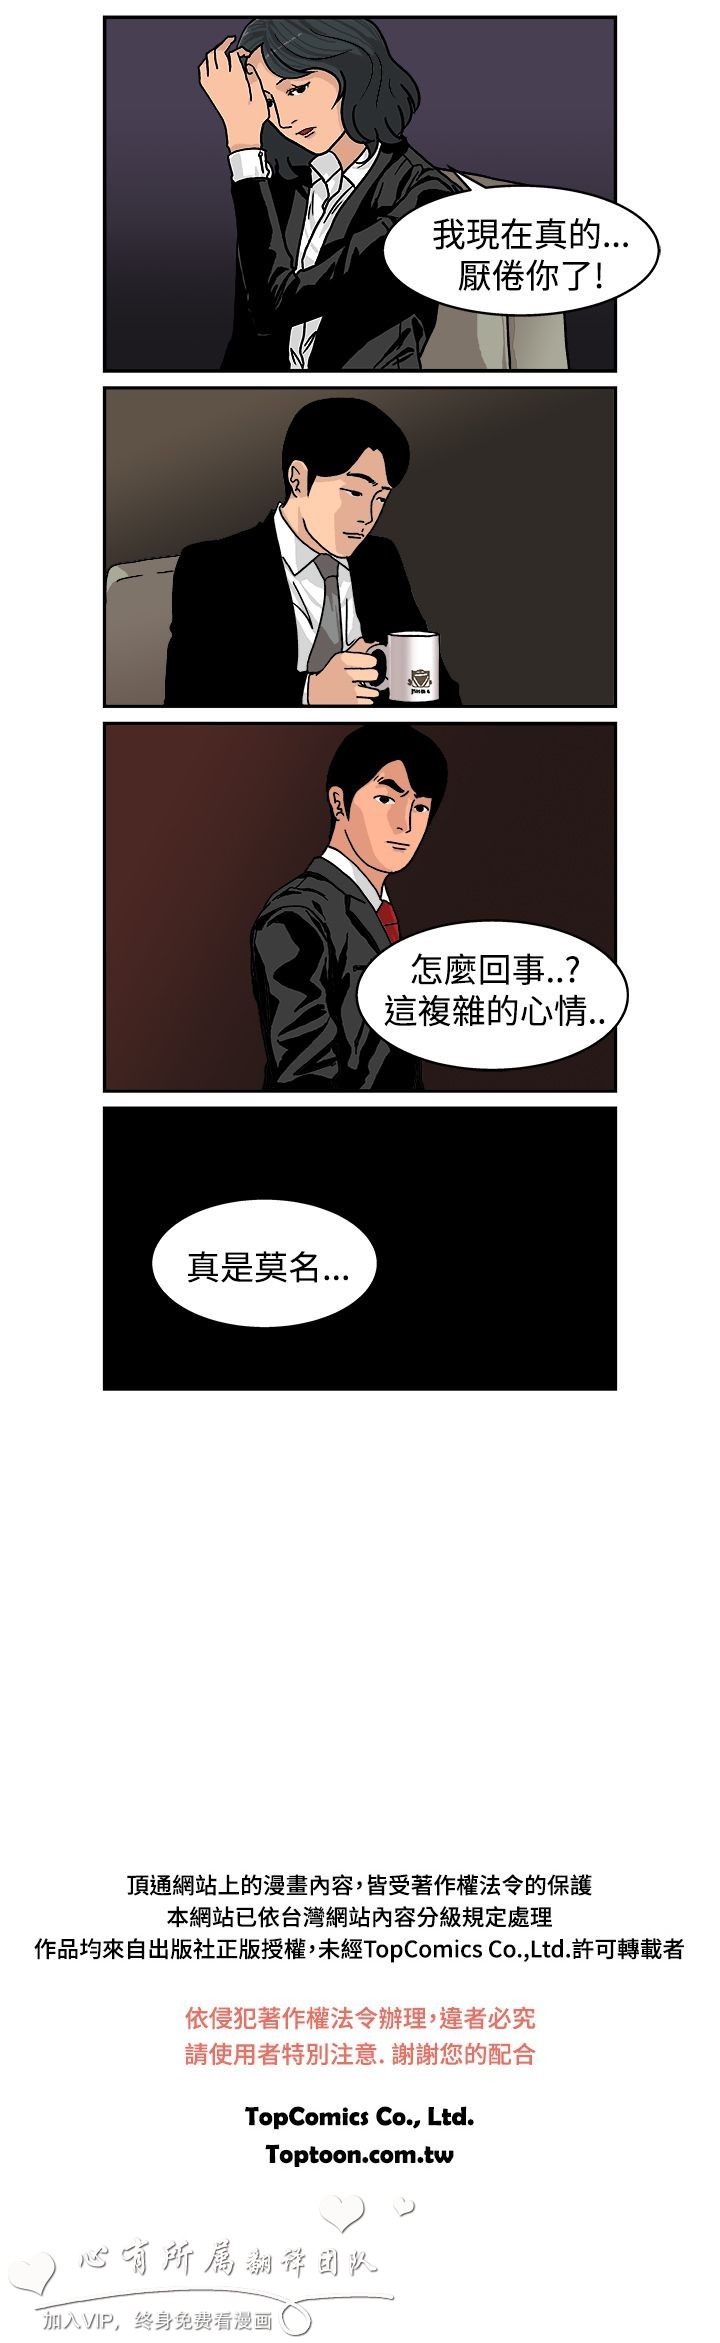 我現在真的...
厭倦你了!
怎麼回事..?
這複雜的心情..
真是莫名...
頂通網站上的漫畫內容，皆受著作權法令的保護
本網站已依台灣網站內容分級規定處理
作品均來自出版社正版授權，未經TopComics Co.,Ltd.許可轉載者
依侵犯著作權法令辦理，違者必究
請使用者特別注意. 謝謝您的配合
TopComics Co., Ltd.
Toptoon.com.tw
心有所属翻译团队
加入VIP，终身免费看漫画